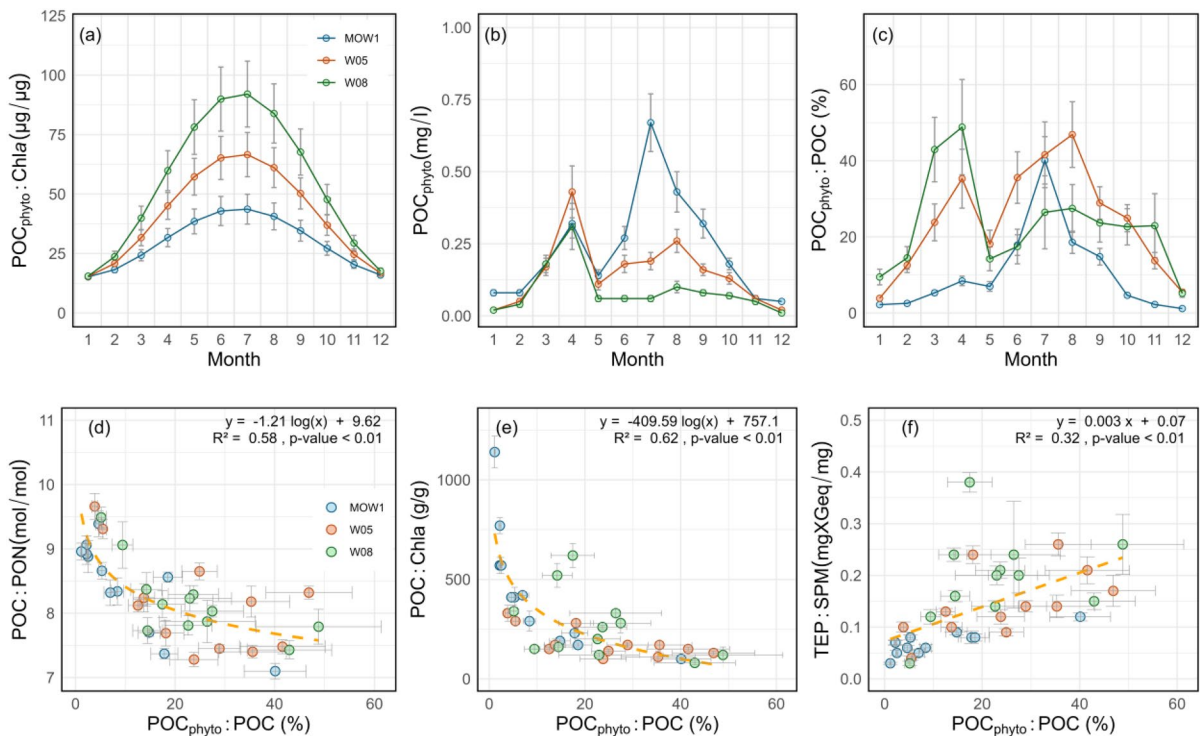 (a)
MOW1
W05
W08
POCphyto : Chla (µg/µg)
125
100
75
50
25
0
1 2 3 4 5 6 7 8 9 10 11 12
Month
(b)
POCphyto (mg/l)
1.00
0.75
0.50
0.25
0.00
1 2 3 4 5 6 7 8 9 10 11 12
Month
(c)
POCphyto : POC (%)
60
40
20
0
1 2 3 4 5 6 7 8 9 10 11 12
Month
(d)
y = -1.21 log(x) + 9.62
R² = 0.58 , p-value < 0.01
MOW1
W05
W08
POC : PON(mol/mol)
11
10
9
8
7
0 20 40 60
POCphyto : POC (%)
(e)
y = -409.59 log(x) + 757.1
R² = 0.62 , p-value < 0.01
POC : Chla (g/g)
1000
500
0
0 20 40 60
POCphyto : POC (%)
(f)
y = 0.003 x + 0.07
R² = 0.32 , p-value < 0.01
TEP : SPM(mgXGeq/mg)
0.5
0.4
0.3
0.2
0.1
0.0
0 20 40 60
POCphyto : POC (%)